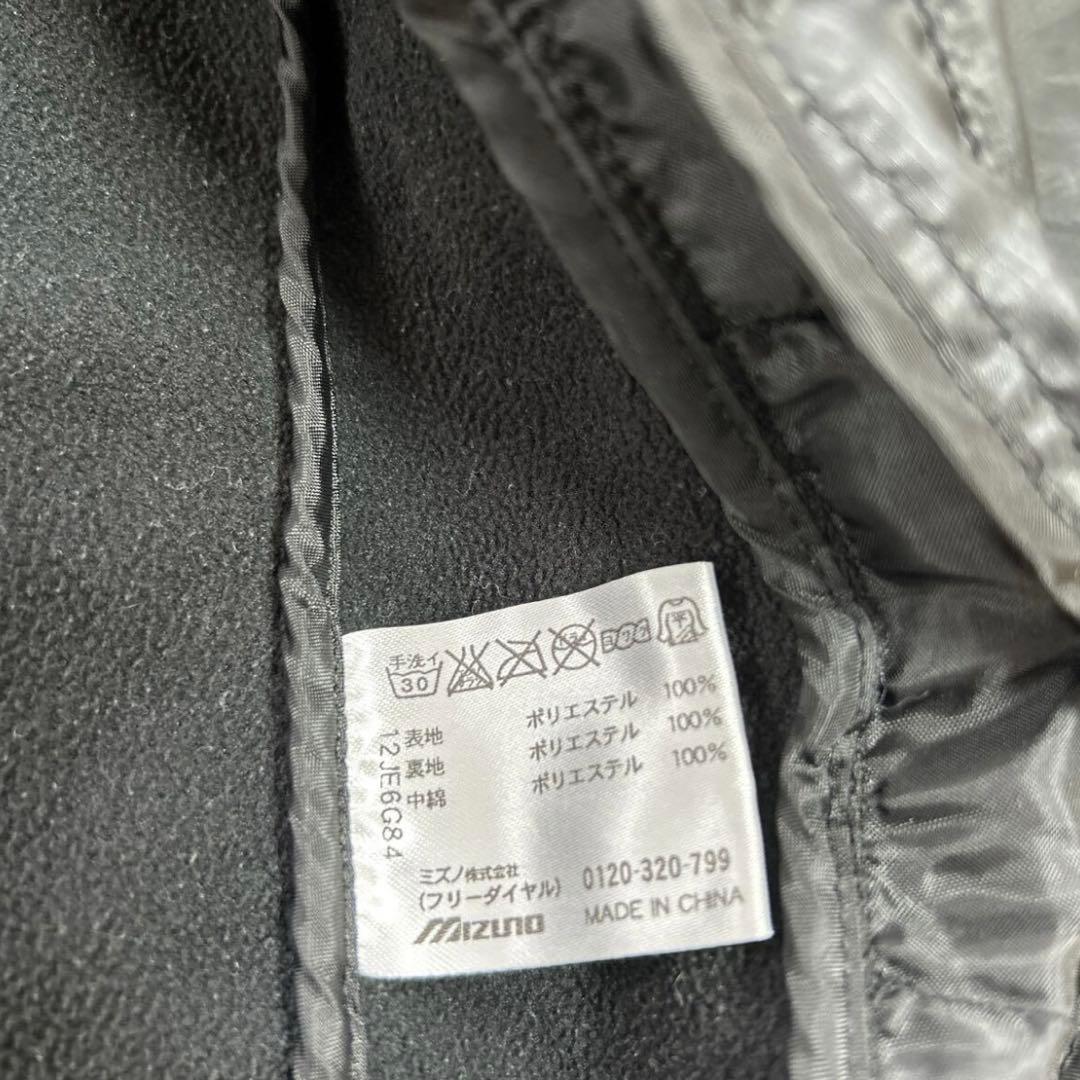 手洗イ
30
表地 ポリエステル 100%
裏地 ポリエステル 100%
中綿 ポリエステル 100%
12JE6G84
ミズノ株式会社
(フリーダイヤル) 0120-320-799
MIZUNO MADE IN CHINA